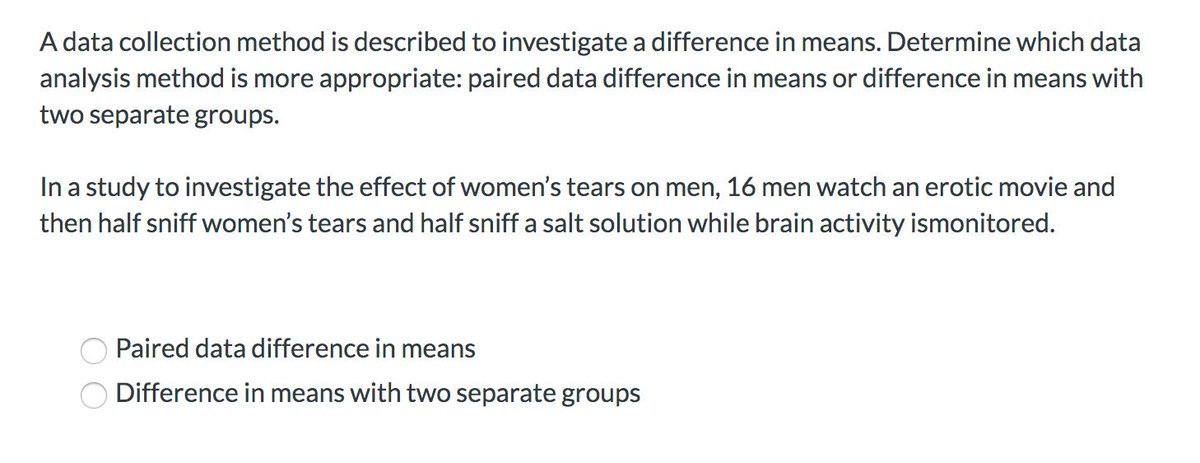 A data collection method is described to investigate a difference in means. Determine which data
analysis method is more appropriate: paired data difference in means or difference in means with
two separate groups.
In a study to investigate the effect of women’s tears on men, 16 men watch an erotic movie and
then half sniff women’s tears and half sniff a salt solution while brain activity ismonitored.
Paired data difference in means
Difference in means with two separate groups